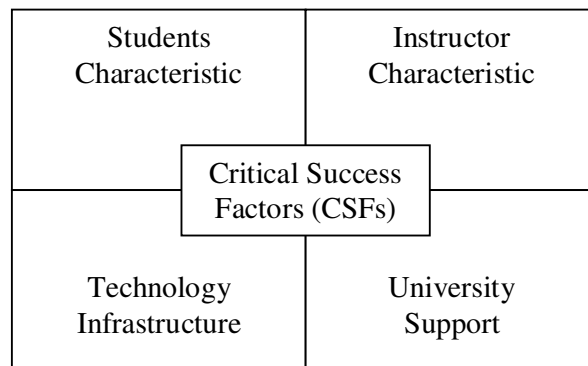 Students
Characteristic
Instructor
Characteristic
Critical Success
Factors (CSFs)
Technology
Infrastructure
University
Support